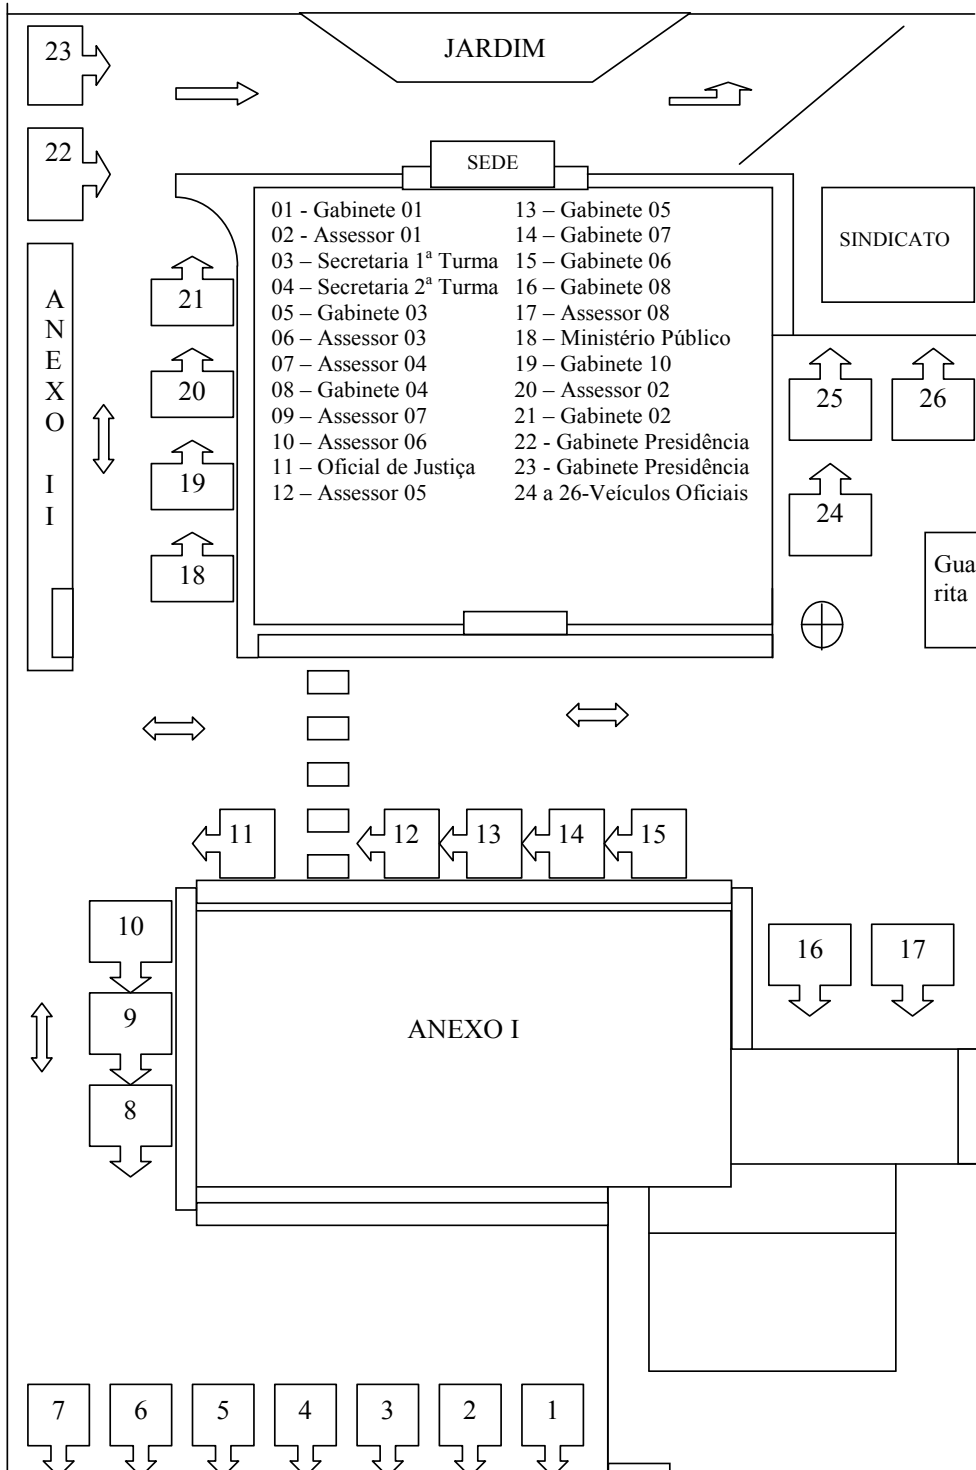 JARDIM
23
22
SEDE
01 - Gabinete 01
02 - Assessor 01
03 – Secretaria 1ª Turma
04 – Secretaria 2ª Turma
05 – Gabinete 03
06 – Assessor 03
07 – Assessor 04
08 – Gabinete 04
09 – Assessor 07
10 – Assessor 06
11 – Oficial de Justiça
12 – Assessor 05
13 – Gabinete 05
14 – Gabinete 07
15 – Gabinete 06
16 – Gabinete 08
17 – Assessor 08
18 – Ministério Público
19 – Gabinete 10
20 – Assessor 02
21 – Gabinete 02
22 - Gabinete Presidência
23 - Gabinete Presidência
24 a 26-Veículos Oficiais
SINDICATO
A
N
E
X
O
I
I
21
20
19
18
25
26
24
Gua
rita
11
12
13
14
15
10
9
8
ANEXO I
16
17
7
6
5
4
3
2
1